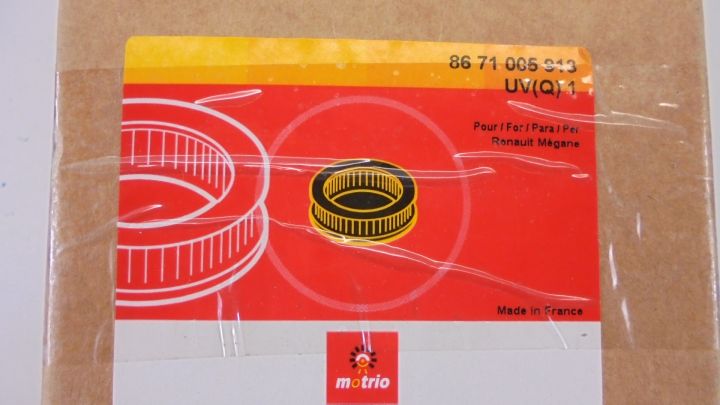 86 71 005 913
UV(Q) 1
Pour / For / Para / Per
Renault Mégane
Made in France
motrio